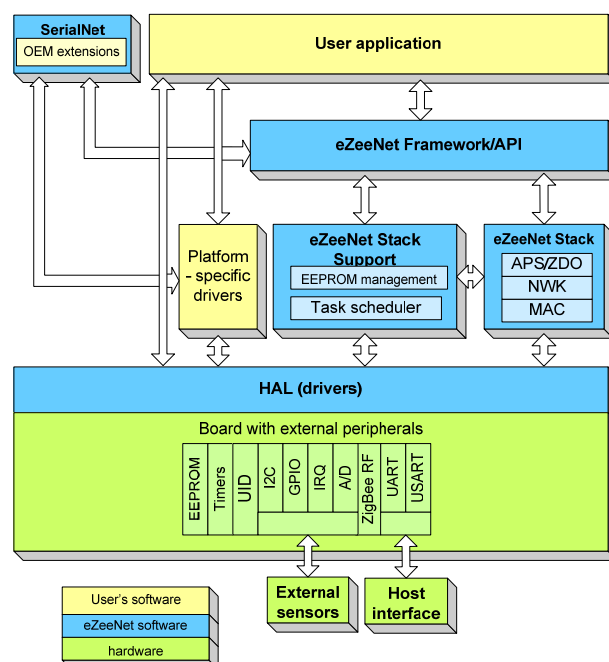 SerialNet
OEM extensions
User application
eZeeNet Framework/API
Platform
- specific
drivers
eZeeNet Stack
Support
EEPROM management
Task scheduler
eZeeNet Stack
APS/ZDO
NWK
MAC
HAL (drivers)
Board with external peripherals
EEPROM
Timers
UID
I2C
GPIO
IRQ
A/D
ZigBee RF
UART
USART
External
sensors
Host
interface
User's software
eZeeNet software
hardware